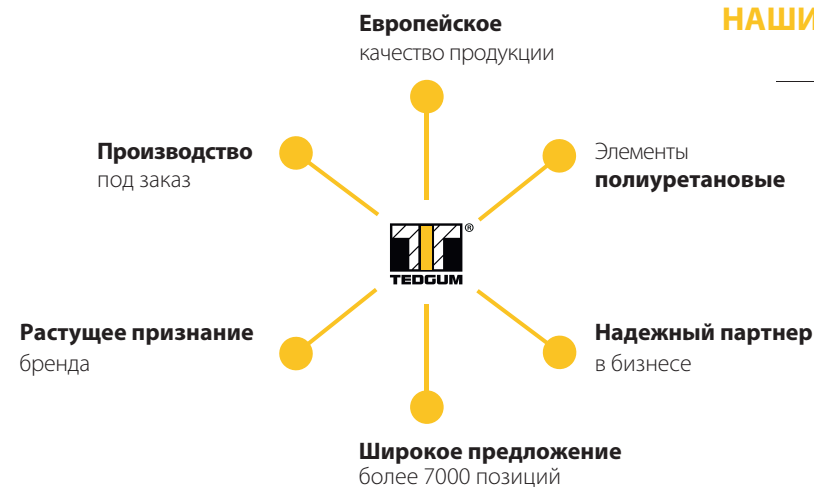 Европейское
качество продукции
НАШИ
Производство
под заказ
Элементы
полиуретановые
®
TEDGUM
Растущее признание
бренда
Надежный партнер
в бизнесе
Широкое предложение
более 7000 позиций